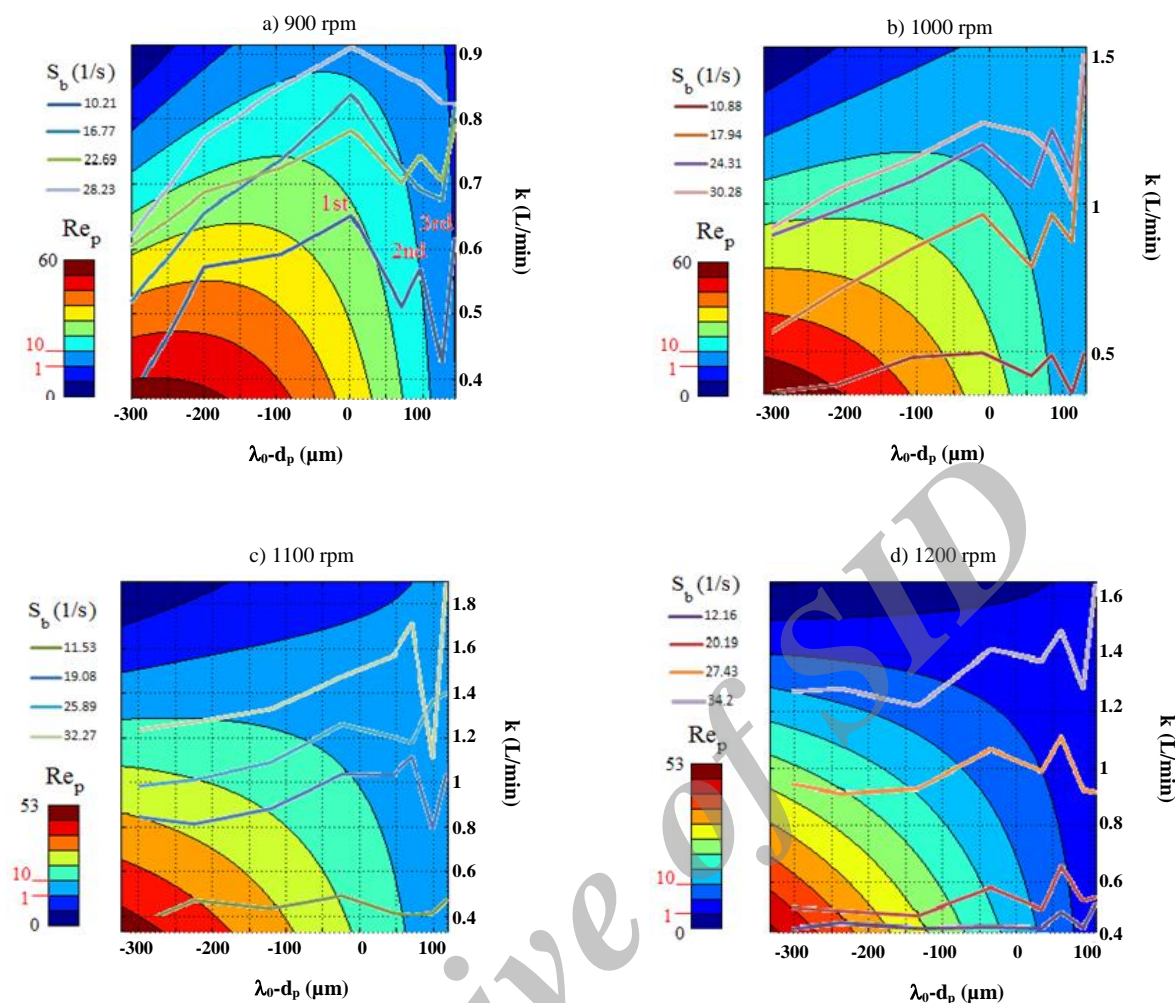 a) 900 rpm
S_b (1/s)
10.21
16.77
22.69
28.23
Re_p
60
10
1
0
1st
2nd
3rd
0.9
0.8
0.7
0.6
0.5
0.4
k (L/min)
-300 -200 -100 0 100
λ₀-dₚ (µm)
b) 1000 rpm
S_b (1/s)
10.88
17.94
24.31
30.28
Re_p
60
10
1
0
1.5
1
0.5
k (L/min)
-300 -200 -100 0 100
λ₀-dₚ (µm)
c) 1100 rpm
S_b (1/s)
11.53
19.08
25.89
32.27
Re_p
53
10
1
0
1.8
1.6
1.4
1.2
1
0.8
0.6
0.4
k (L/min)
-300 -200 -100 0 100
λ₀-dₚ (µm)
d) 1200 rpm
S_b (1/s)
12.16
20.19
27.43
34.2
Re_p
53
10
1
0
1.6
1.4
1.2
1
0.8
0.6
0.4
k (L/min)
-300 -200 -100 0 100
λ₀-dₚ (µm)
ive of SID